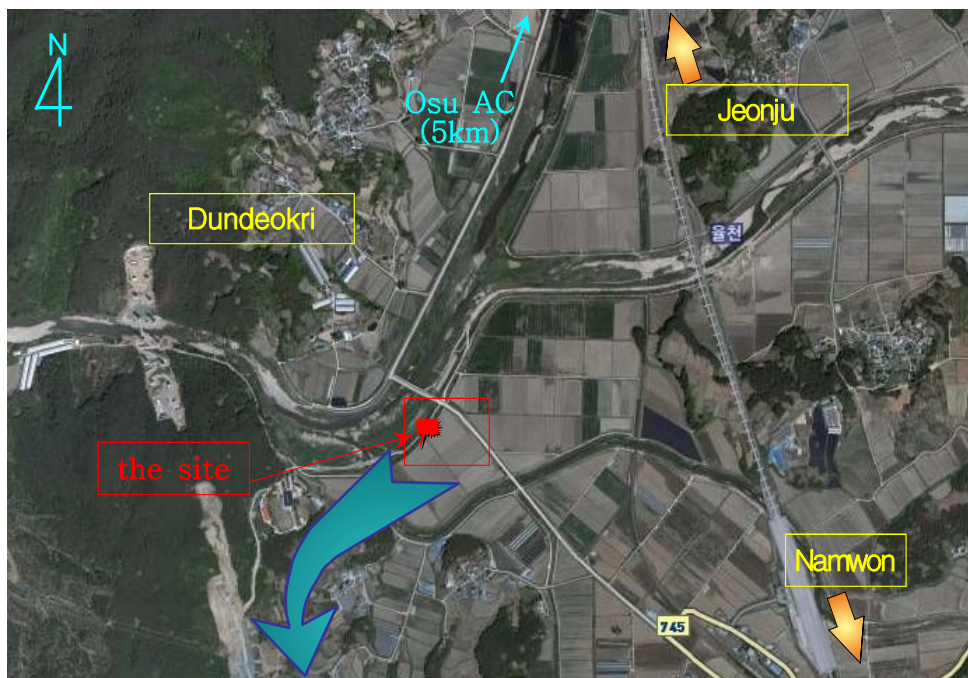 N
Osu AC
(5km)
Jeonju
Dundeokri
율천
the site
Namwon
745